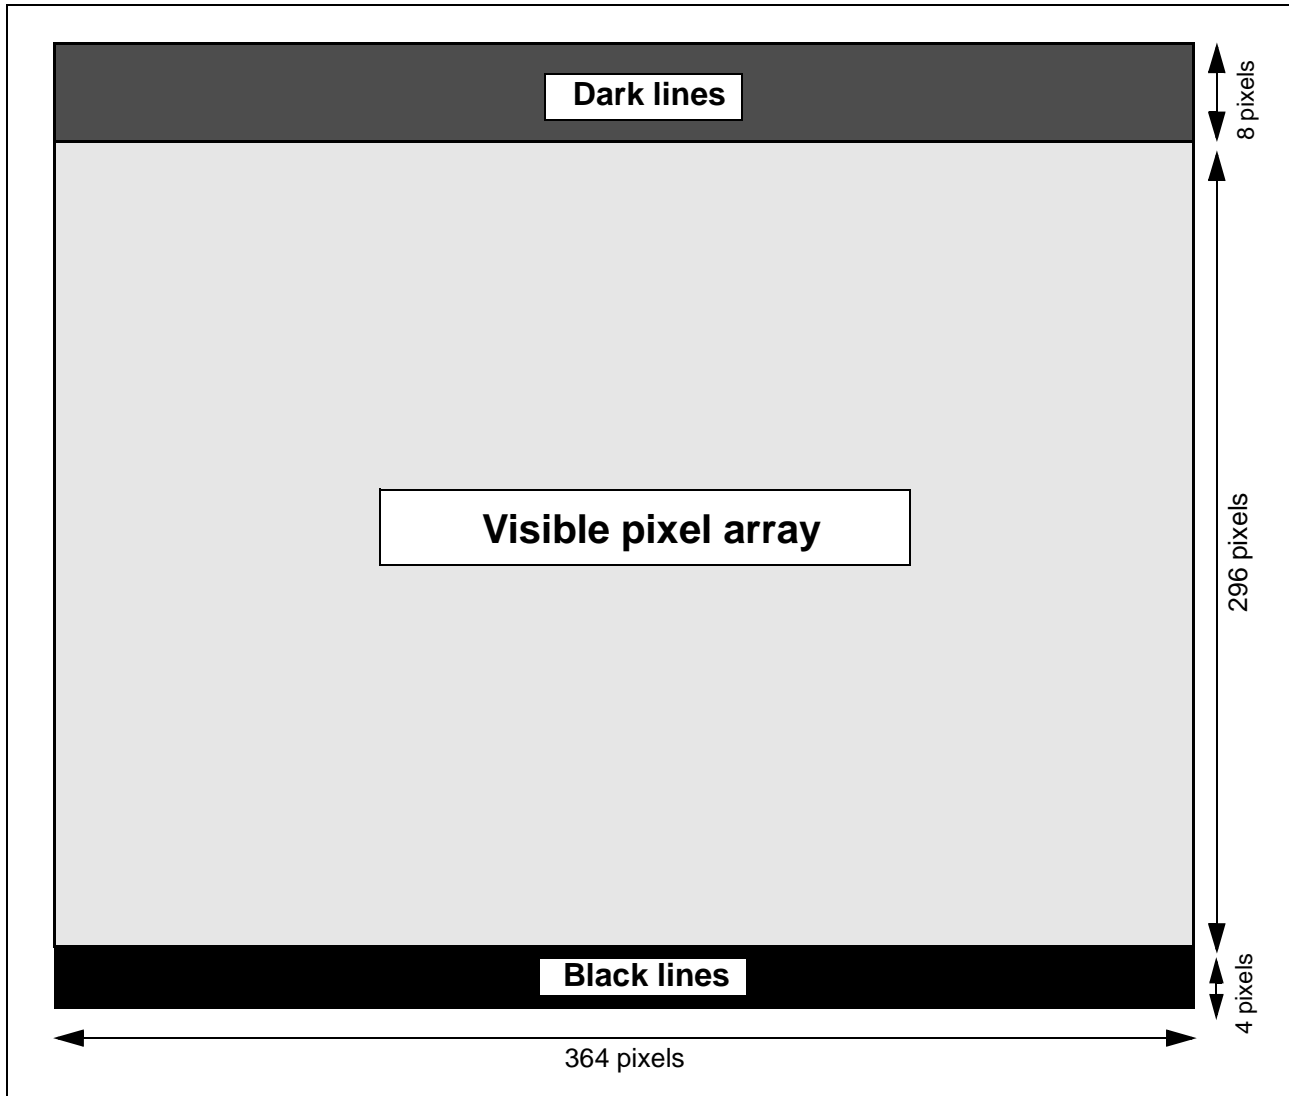 Dark lines
8 pixels
Visible pixel array
296 pixels
Black lines
4 pixels
364 pixels